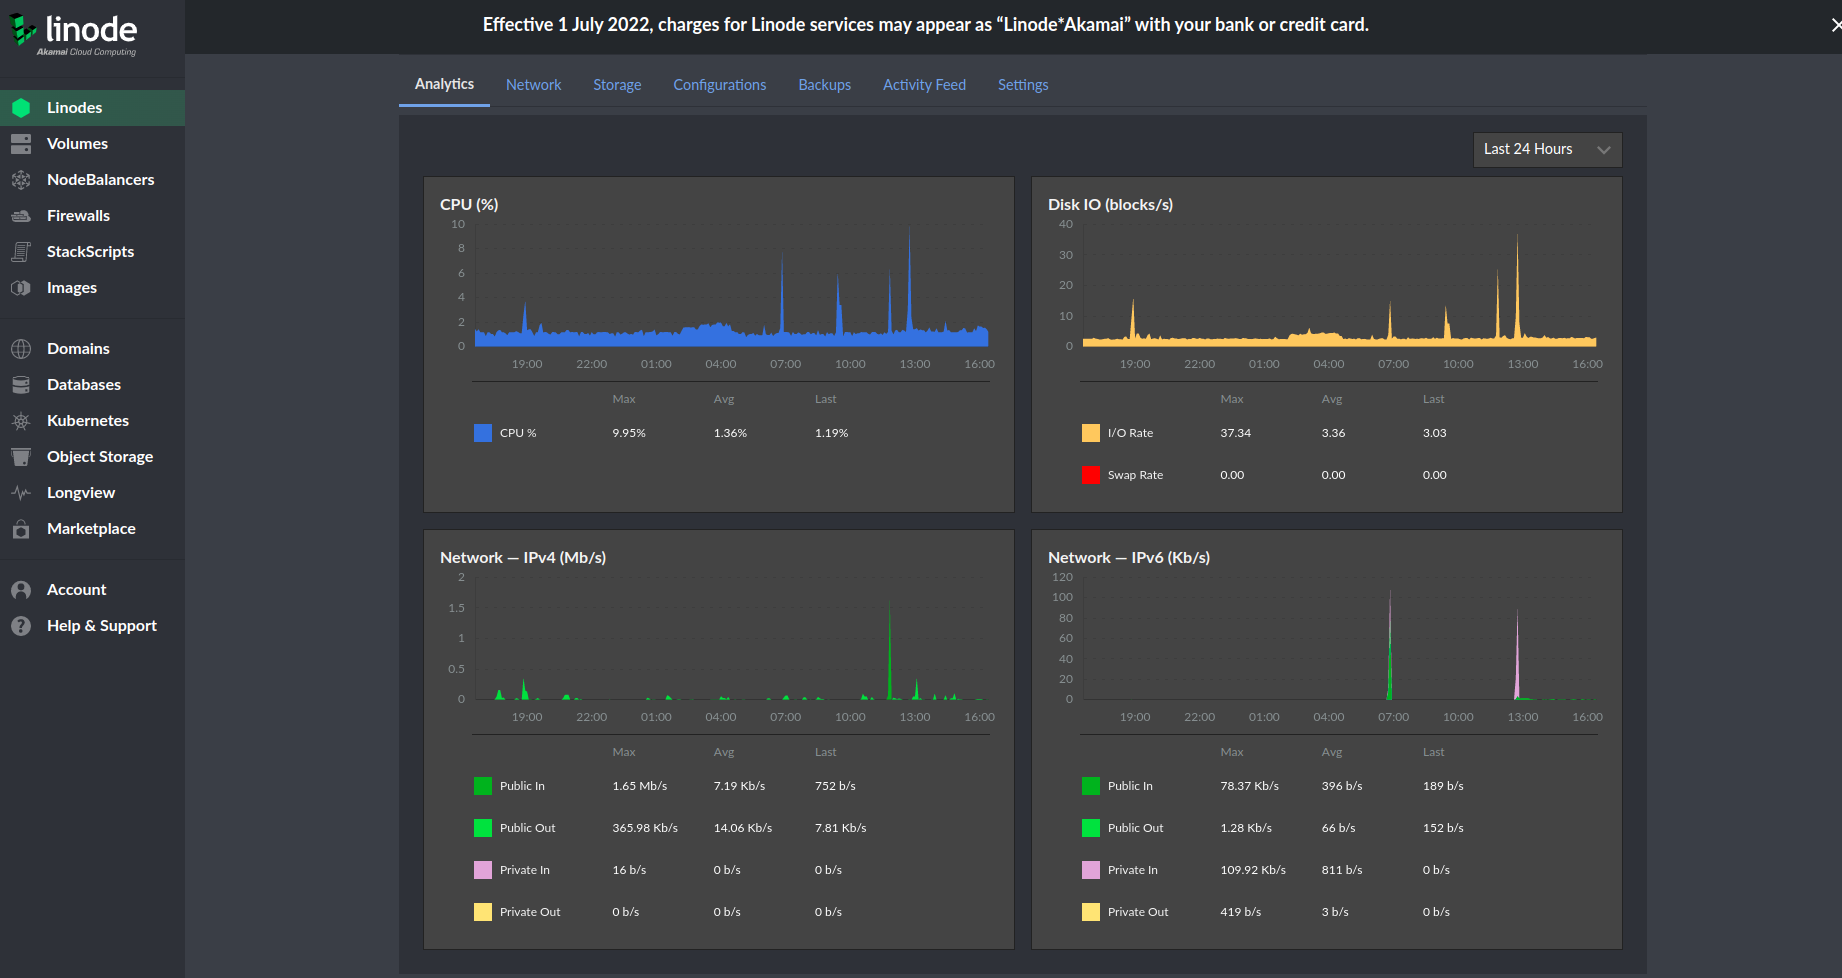 linode
Akamai Cloud Computing
Effective 1 July 2022, charges for Linode services may appear as “Linode*Akamai” with your bank or credit card.
Linodes
Volumes
NodeBalancers
Firewalls
StackScripts
Images
Domains
Databases
Kubernetes
Object Storage
Longview
Marketplace
Account
Help & Support
Analytics Network Storage Configurations Backups Activity Feed Settings
Last 24 Hours
CPU (%)
10
8
6
4
2
0
19:00 22:00 01:00 04:00 07:00 10:00 13:00 16:00
Max Avg Last
CPU % 9.95% 1.36% 1.19%
Disk IO (blocks/s)
40
30
20
10
0
19:00 22:00 01:00 04:00 07:00 10:00 13:00 16:00
Max Avg Last
I/O Rate 37.34 3.36 3.03
Swap Rate 0.00 0.00 0.00
Network — IPv4 (Mb/s)
2
1.5
1
0.5
0
19:00 22:00 01:00 04:00 07:00 10:00 13:00 16:00
Max Avg Last
Public In 1.65 Mb/s 7.19 Kb/s 752 b/s
Public Out 365.98 Kb/s 14.06 Kb/s 7.81 Kb/s
Private In 16 b/s 0 b/s 0 b/s
Private Out 0 b/s 0 b/s 0 b/s
Network — IPv6 (Kb/s)
120
100
80
60
40
20
0
19:00 22:00 01:00 04:00 07:00 10:00 13:00 16:00
Max Avg Last
Public In 78.37 Kb/s 396 b/s 189 b/s
Public Out 1.28 Kb/s 66 b/s 152 b/s
Private In 109.92 Kb/s 811 b/s 0 b/s
Private Out 419 b/s 3 b/s 0 b/s